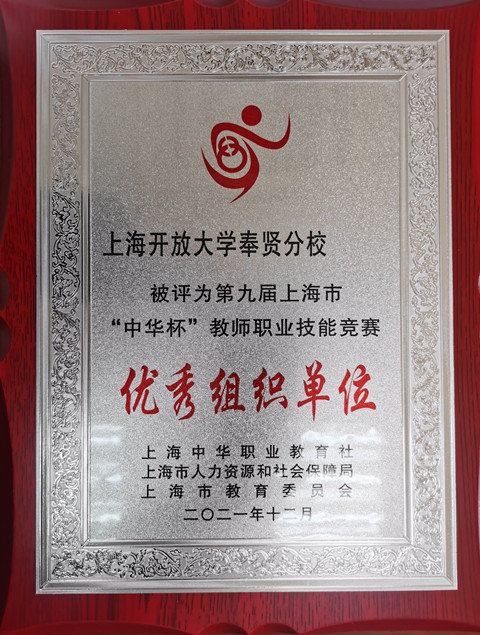 上海开放大学奉贤分校
被评为第九届上海市
“中华杯”教师职业技能竞赛
优秀组织单位
上海中华职业教育社
上海市人力资源和社会保障局
上海市教育委员会
二〇二一年十二月